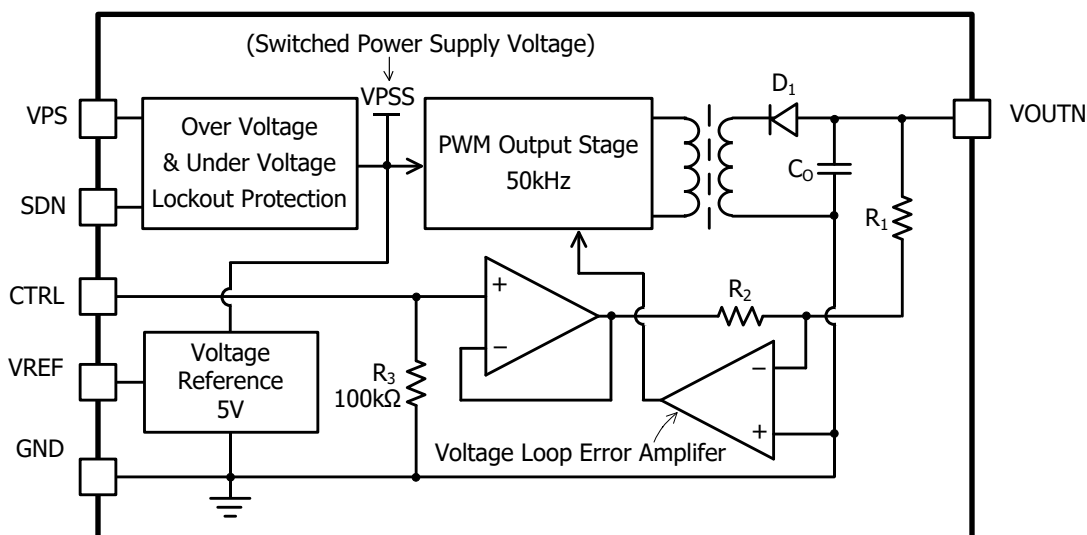 (Switched Power Supply Voltage)
VPSS
VPS
SDN
CTRL
VREF
GND
Over Voltage
& Under Voltage
Lockout Protection
PWM Output Stage
50kHz
D1
CO
R1
VOUTN
+
−
R2
Voltage
Reference
5V
R3
100kΩ
−
+
Voltage Loop Error Amplifer